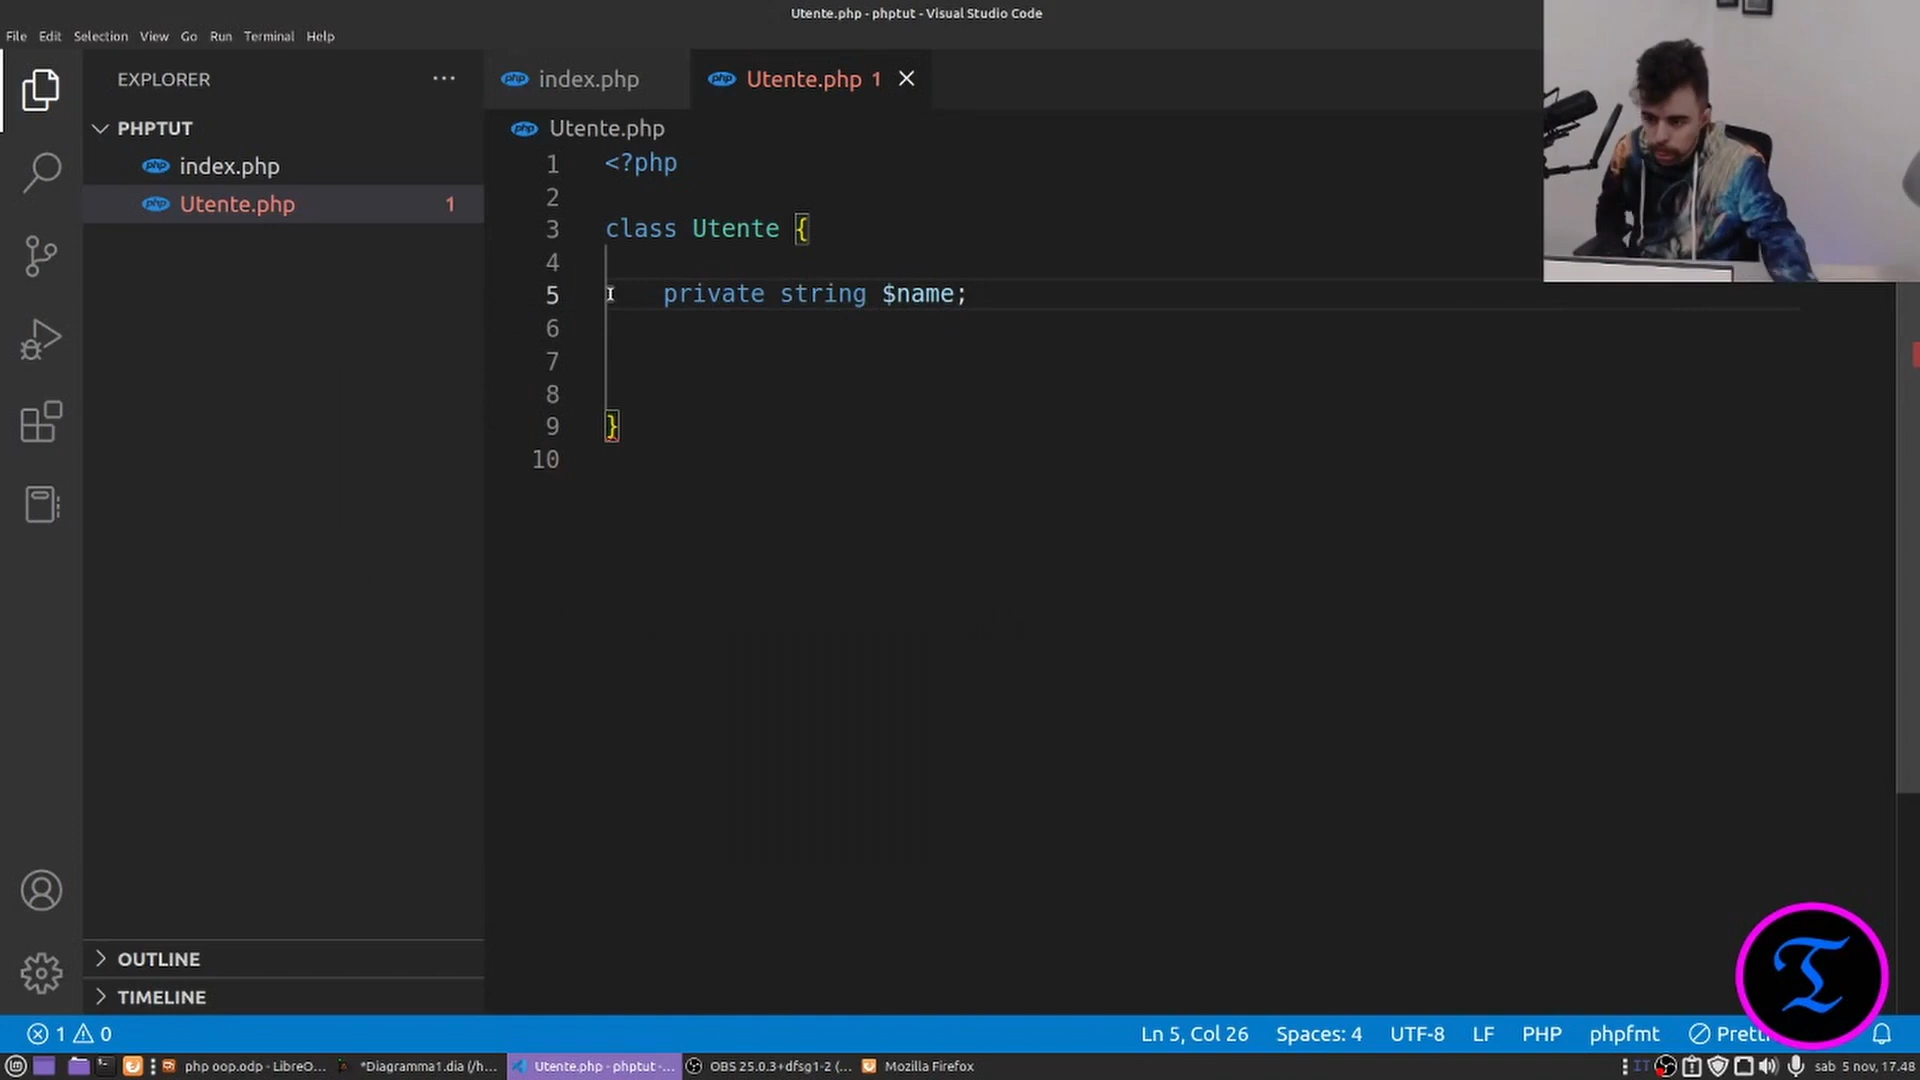 Utente.php - phptut - Visual Studio Code
File Edit Selection View Go Run Terminal Help
EXPLORER
index.php
Utente.php 1
PHPTUT
index.php
Utente.php 1
Utente.php
1 <?php
2
3 class Utente {
4
5 private string $name;
6
7
8
9 }
10
OUTLINE
TIMELINE
1 0
Ln 5, Col 26 Spaces: 4 UTF-8 LF PHP phpfmt
php oop.odp - LibreO... *Diagramma1.dia (/h... Utente.php - phptut -... OBS 25.0.3+dfsg1-2 (... Mozilla Firefox
IT sab 5 nov, 17.48